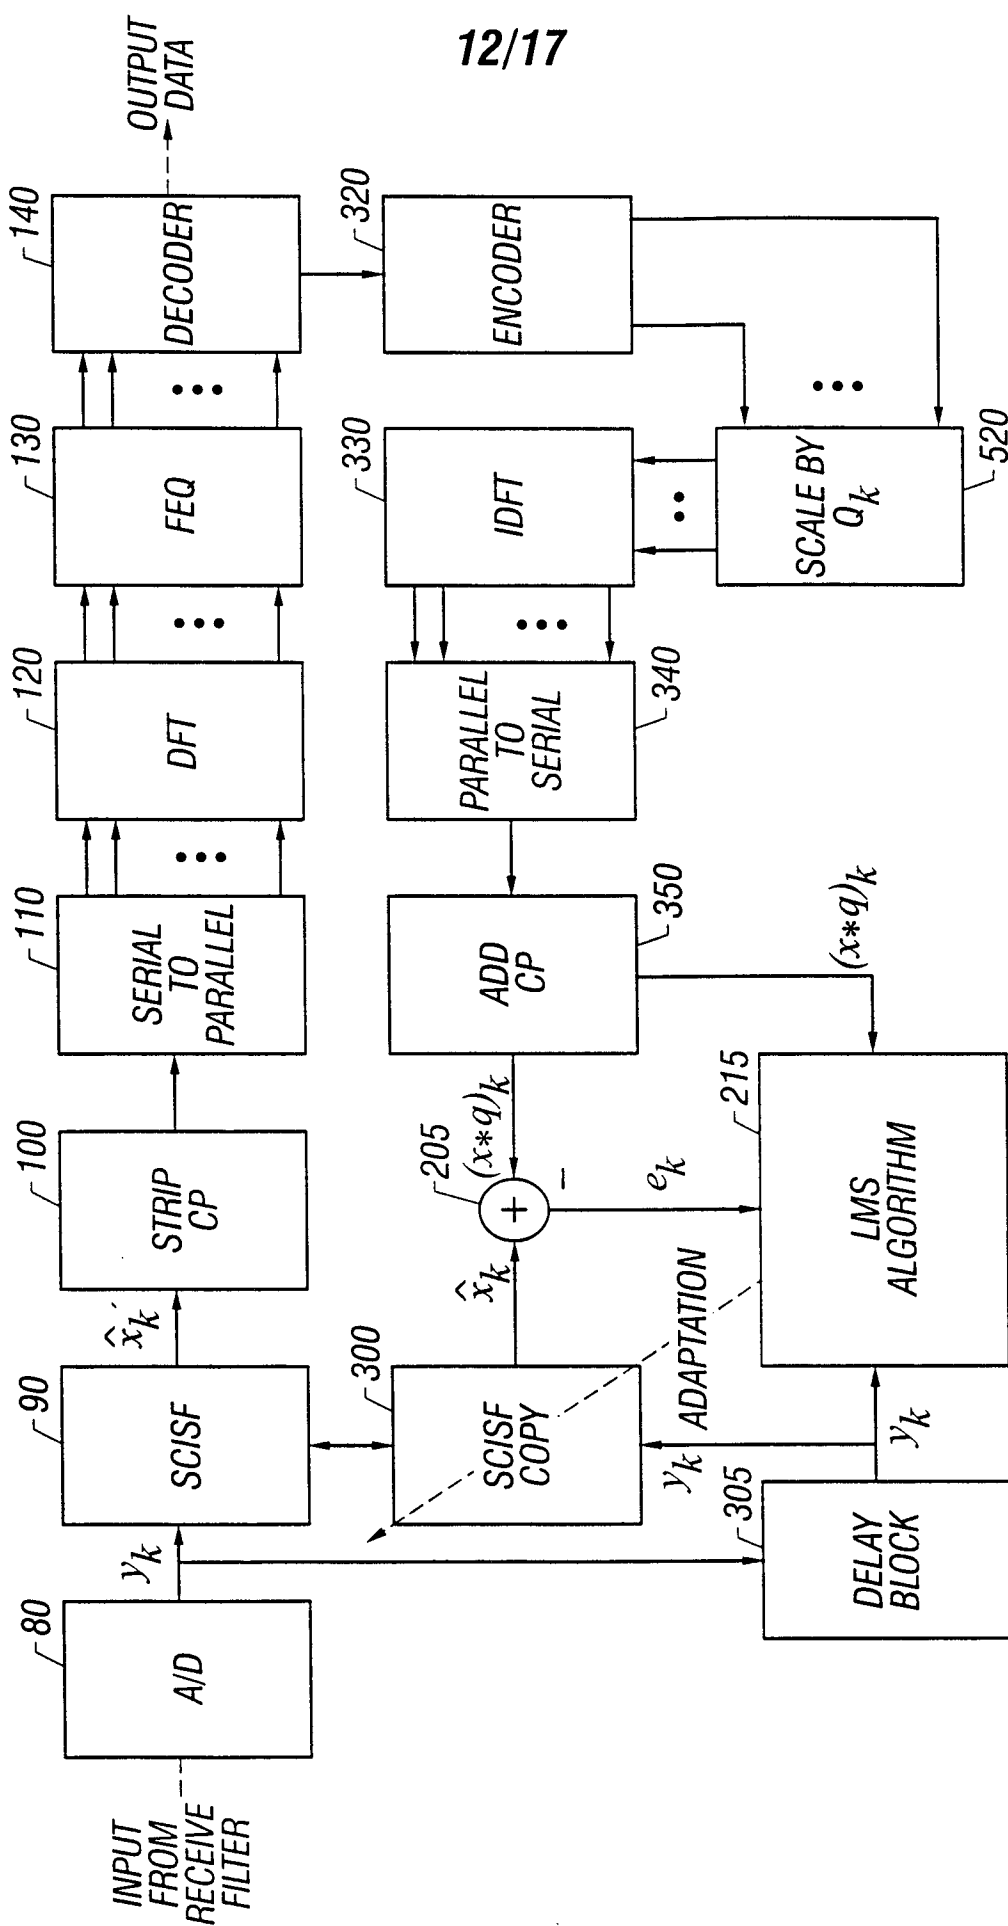 12/17
INPUT
FROM
RECEIVE
FILTER
80
A/D
y_k
90
SCISF
x̂_k′
100
STRIP
CP
110
SERIAL
TO
PARALLEL
•••
120
DFT
•••
130
FEQ
•••
140
DECODER
OUTPUT
DATA
320
ENCODER
•••
SCALE BY
Q_k
520
••
330
IDFT
•••
340
PARALLEL
TO
SERIAL
350
ADD
CP
(x*q)_k
(x*q)_k
205
+
−
x̂_k
e_k
300
SCISF
COPY
ADAPTATION
y_k
y_k
215
LMS
ALGORITHM
305
DELAY
BLOCK